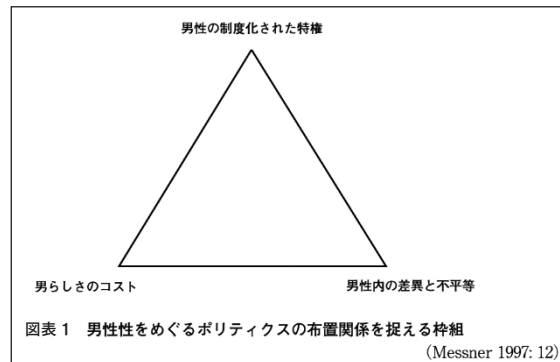 男性の制度化された特権
男らしさのコスト
男性内の差異と不平等
図表1 男性性をめぐるポリティクスの布置関係を捉える枠組
(Messner 1997: 12)